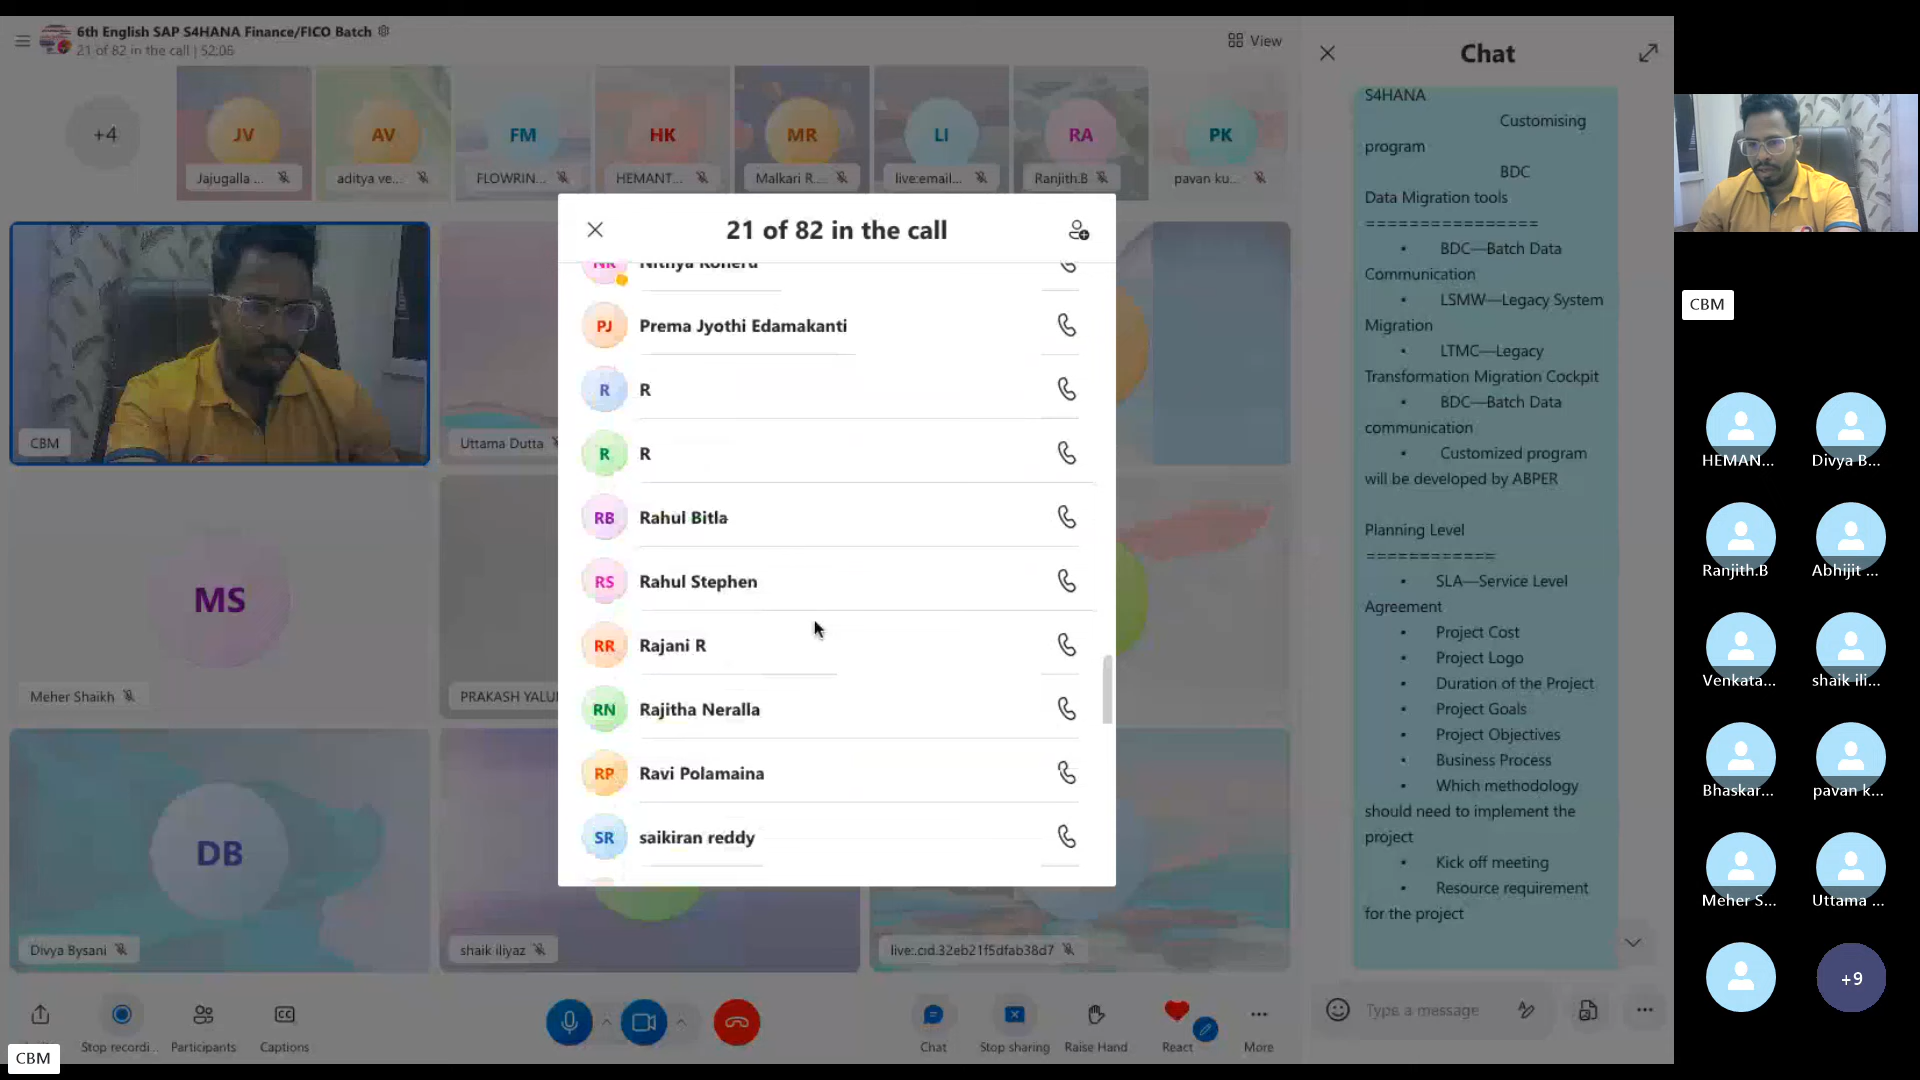 6th English SAP S4HANA Finance/FICO Batch
21 of 82 in the call | 52:06
View
+4
JV
AV
FM
HK
MR
LI
RA
PK
Jajugalla ...
aditya ve...
FLOWRIN...
HEMANT...
Malkari R...
live:email...
Ranjith.B
pavan ku...
CBM
Uttama Dutta
MS
Meher Shaikh
PRAKASH YALU
DB
Divya Bysani
shaik iliyaz
live:.cid.32eb21f5dfab38d7
21 of 82 in the call
NK
Nithya Koneru
PJ
Prema Jyothi Edamakanti
R
R
R
R
RB
Rahul Bitla
RS
Rahul Stephen
RR
Rajani R
RN
Rajitha Neralla
RP
Ravi Polamaina
SR
saikiran reddy
Stop recordi...
Participants
CC
Captions
Chat
Stop sharing
Raise Hand
React
More
CBM
Chat
S4HANA
Customising
program
BDC
Data Migration tools
================
• BDC—Batch Data
Communication
• LSMW—Legacy System
Migration
• LTMC—Legacy
Transformation Migration Cockpit
• BDC—Batch Data
communication
• Customized program
will be developed by ABPER
Planning Level
============
• SLA—Service Level
Agreement
• Project Cost
• Project Logo
• Duration of the Project
• Project Goals
• Project Objectives
• Business Process
• Which methodology
should need to implement the
project
• Kick off meeting
• Resource requirement
for the project
Type a message
CBM
HEMAN...
Divya B...
Ranjith.B
Abhijit ...
Venkata...
shaik ili...
Bhaskar...
pavan k...
Meher S...
Uttama ...
+9